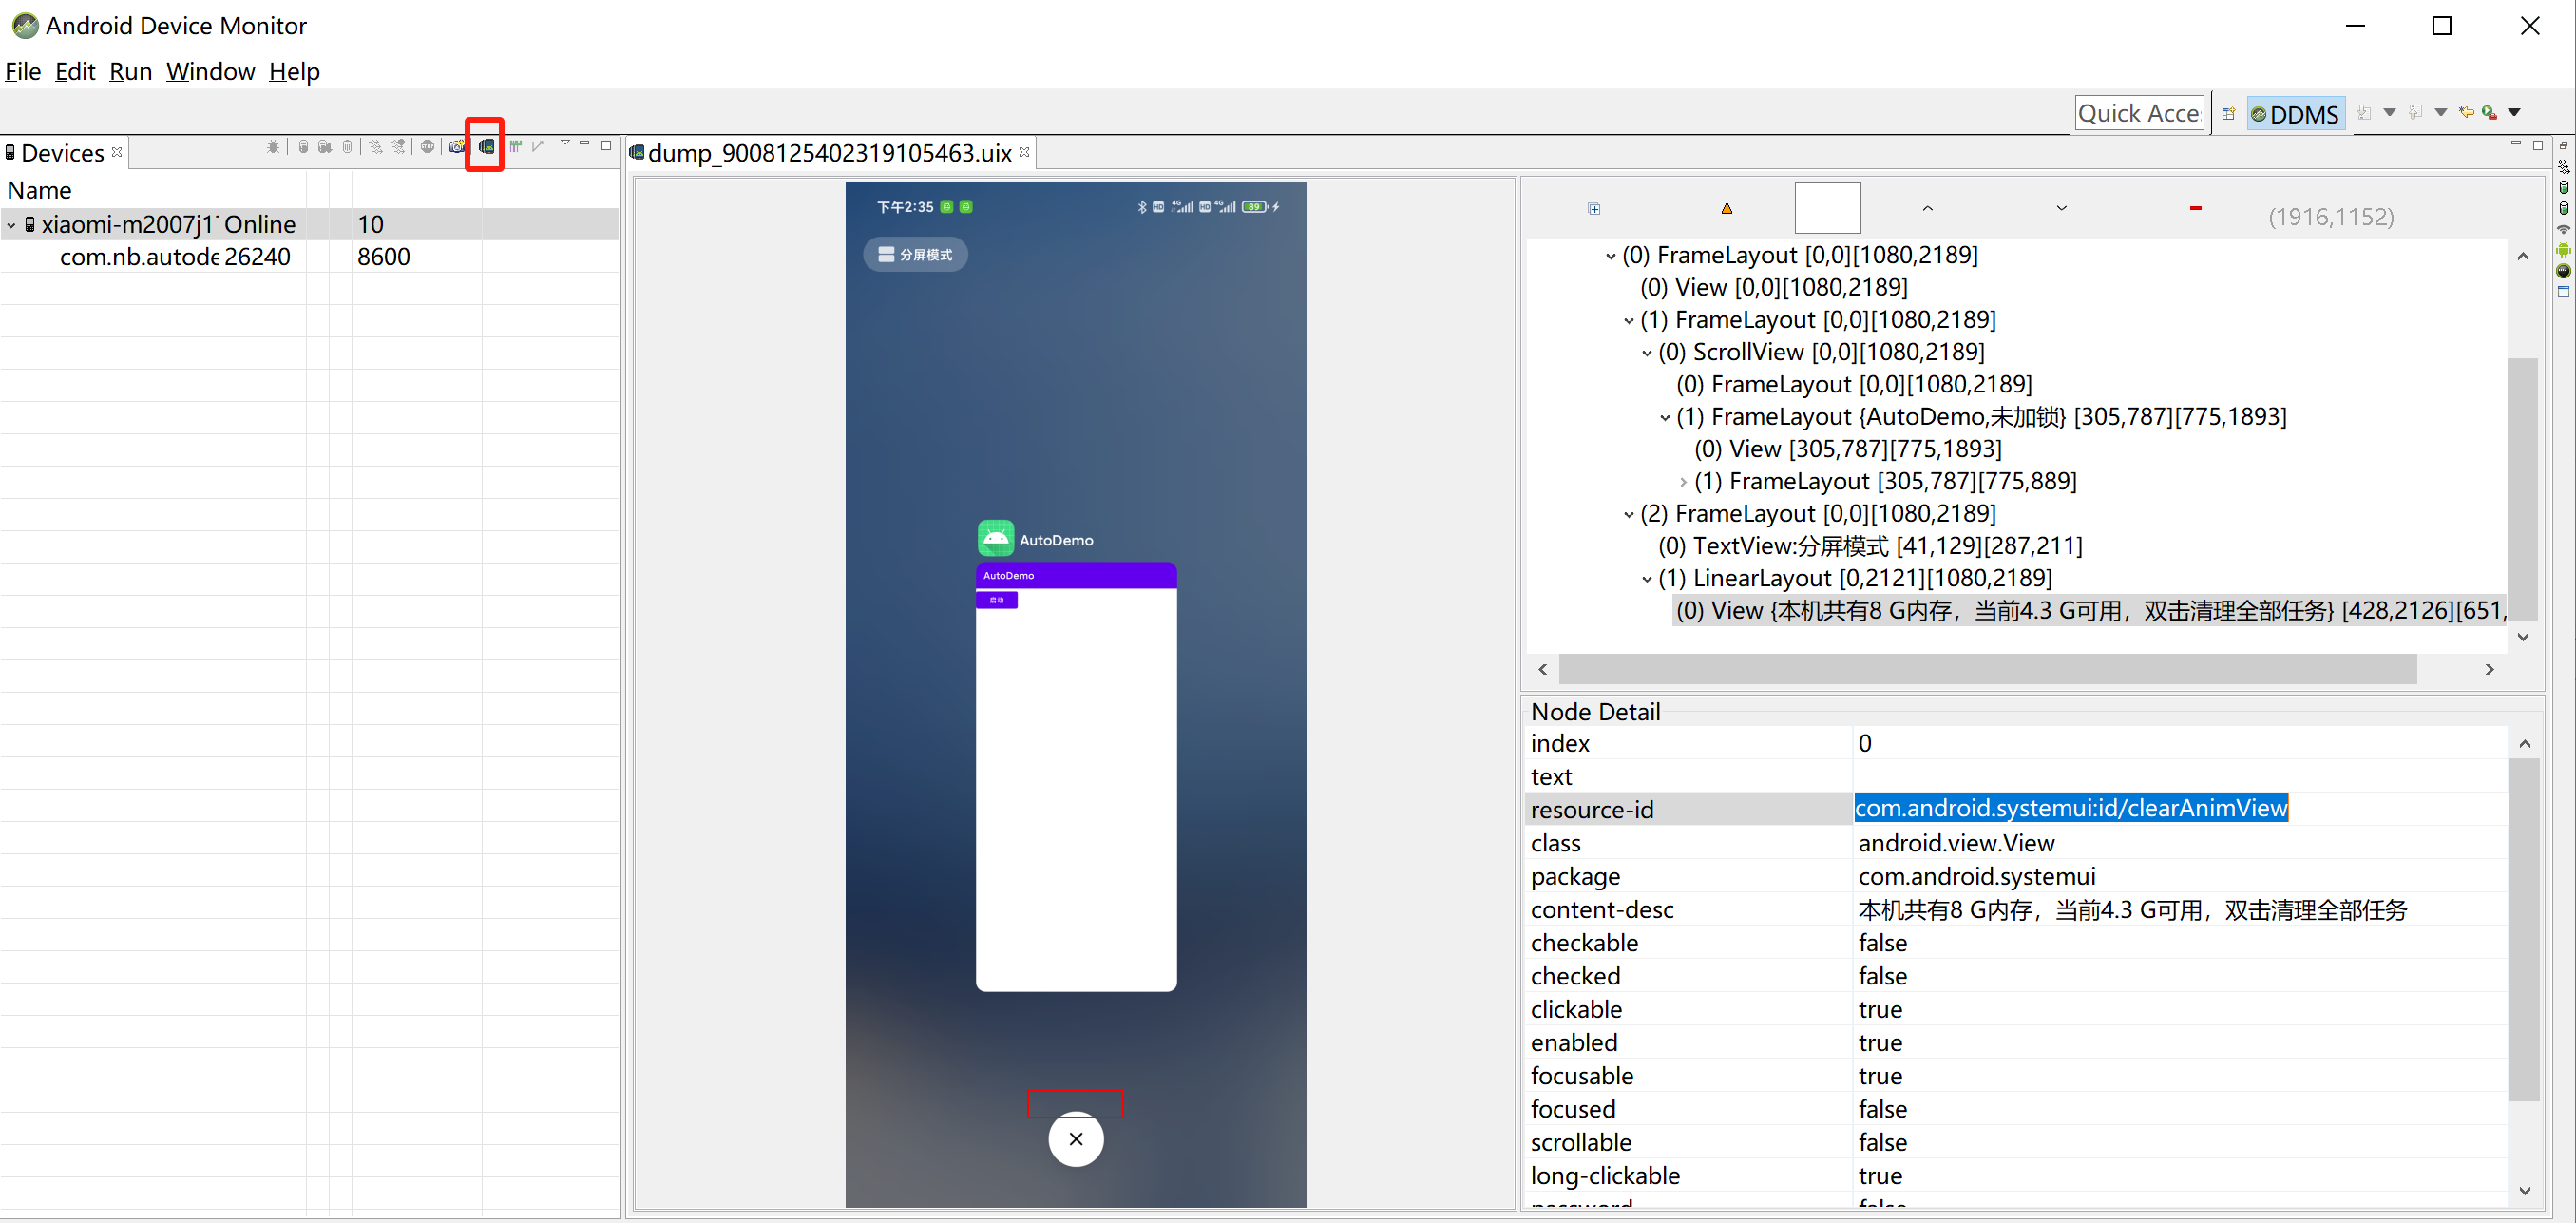 Android Device Monitor
File Edit Run Window Help
Quick Acce
DDMS
Devices
Name
xiaomi-m2007j1 Online 10
com.nb.autode 26240 8600
dump_9008125402319105463.uix
下午2:35
HD 4G HD 4G 89
分屏模式
AutoDemo
AutoDemo
启动
(1916,1152)
(0) FrameLayout [0,0][1080,2189]
(0) View [0,0][1080,2189]
(1) FrameLayout [0,0][1080,2189]
(0) ScrollView [0,0][1080,2189]
(0) FrameLayout [0,0][1080,2189]
(1) FrameLayout {AutoDemo,未加锁} [305,787][775,1893]
(0) View [305,787][775,1893]
(1) FrameLayout [305,787][775,889]
(2) FrameLayout [0,0][1080,2189]
(0) TextView:分屏模式 [41,129][287,211]
(1) LinearLayout [0,2121][1080,2189]
(0) View {本机共有8 G内存，当前4.3 G可用，双击清理全部任务} [428,2126][651,
Node Detail
index 0
text
resource-id com.android.systemui:id/clearAnimView
class android.view.View
package com.android.systemui
content-desc 本机共有8 G内存，当前4.3 G可用，双击清理全部任务
checkable false
checked false
clickable true
enabled true
focusable true
focused false
scrollable false
long-clickable true
password false